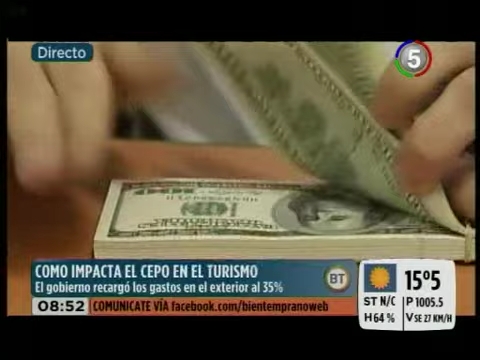 Directo
5
100
COMO IMPACTA EL CEPO EN EL TURISMO
El gobierno recargó los gastos en el exterior al 35%
BT
08:52
COMUNICATE VÍA facebook.com/bientempranoweb
15°5
ST N/C
P 1005.5
H 64 %
V SE 27 KM/H